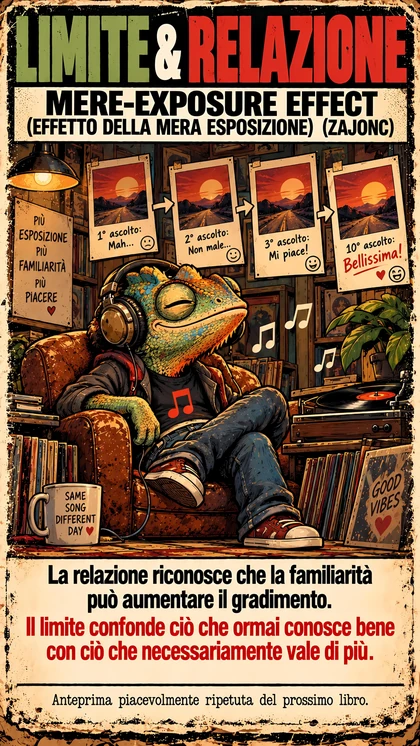 LIMITE & RELAZIONE
MERE-EXPOSURE EFFECT
(EFFETTO DELLA MERA ESPOSIZIONE) (ZAJONC)
1° ascolto:
Mah...
2° ascolto:
Non male...
3° ascolto:
Mi piace!
10° ascolto:
Bellissima!
PIÙ
ESPOSIZIONE
PIÙ
FAMILIARITÀ
PIÙ
PIACERE
SAME
SONG
DIFFERENT
DAY
GOOD
VIBES
La relazione riconosce che la familiarità
può aumentare il gradimento.
Il limite confonde ciò che ormai conosce bene
con ciò che necessariamente vale di più.
Anteprima piacevolmente ripetuta del prossimo libro.